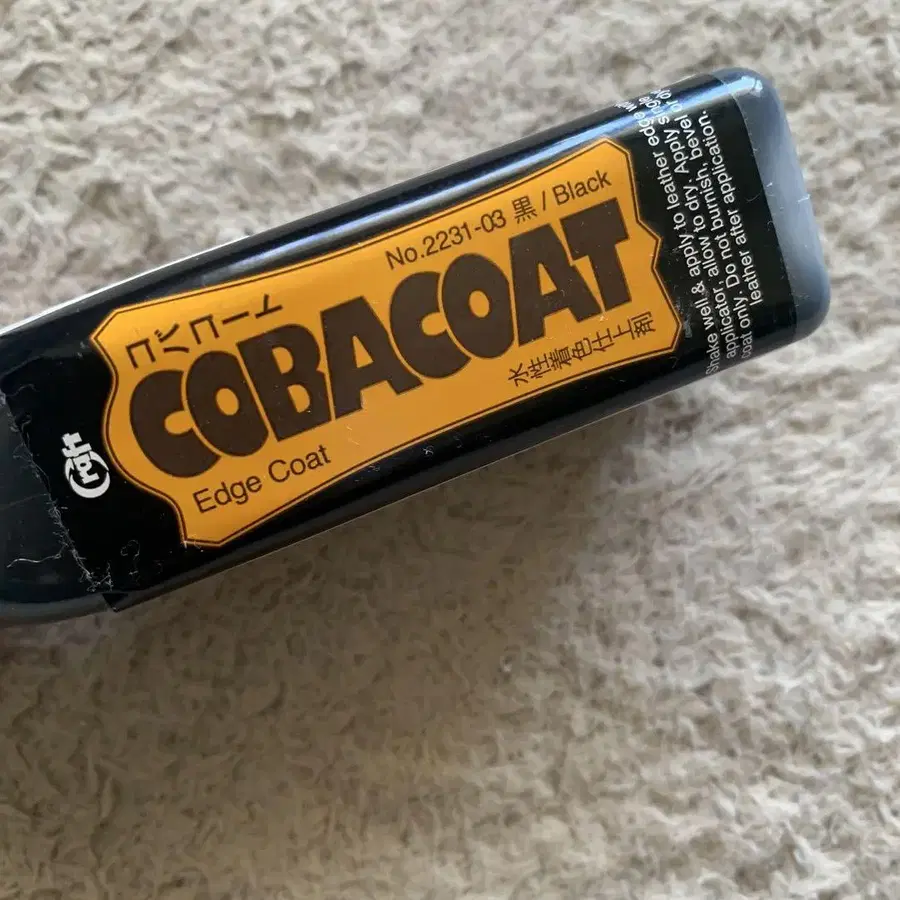 Craft
コバコート
No.2231-03 黒 / Black
COBACOAT
Edge Coat
水性着色仕上剤
Shake well & apply to leather edge
applicator, allow to dry. Apply single
coat only. Do not burnish, bevel or
leather after application.